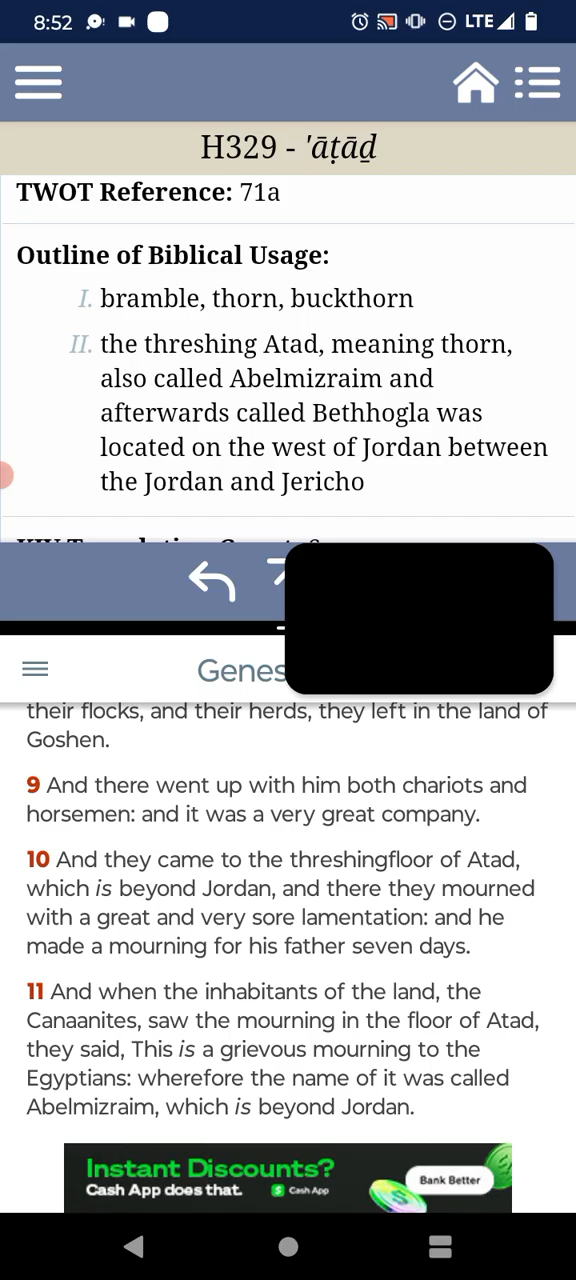 8:52
LTE
H329 - 'āṭāḏ
TWOT Reference: 71a
Outline of Biblical Usage:
I. bramble, thorn, buckthorn
II. the threshing Atad, meaning thorn,
also called Abelmizraim and
afterwards called Bethhogla was
located on the west of Jordan between
the Jordan and Jericho
Genes
their flocks, and their herds, they left in the land of
Goshen.
9 And there went up with him both chariots and
horsemen: and it was a very great company.
10 And they came to the threshingfloor of Atad,
which is beyond Jordan, and there they mourned
with a great and very sore lamentation: and he
made a mourning for his father seven days.
11 And when the inhabitants of the land, the
Canaanites, saw the mourning in the floor of Atad,
they said, This is a grievous mourning to the
Egyptians: wherefore the name of it was called
Abelmizraim, which is beyond Jordan.
Instant Discounts?
Cash App does that.
Cash App
Bank Better